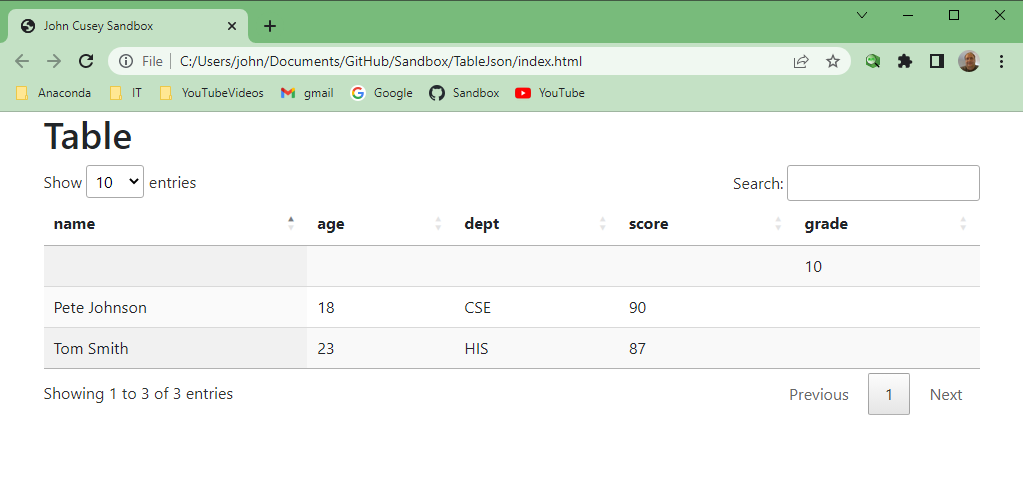 John Cusey Sandbox
File C:/Users/john/Documents/GitHub/Sandbox/TableJson/index.html
Anaconda IT YouTubeVideos gmail Google Sandbox YouTube
Table
Show 10 entries Search:
name age dept score grade
10
Pete Johnson 18 CSE 90
Tom Smith 23 HIS 87
Showing 1 to 3 of 3 entries Previous 1 Next